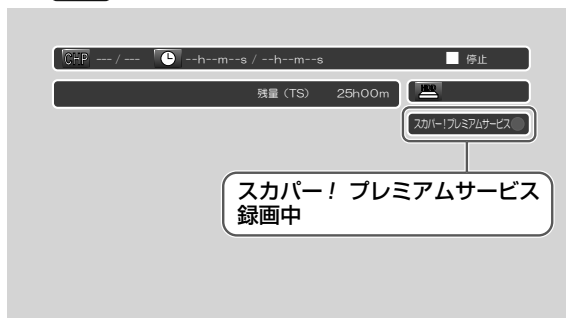 CHP --- / --- --h--m--s / --h--m--s 停止
残量（TS） 25h00m HDD
スカパー！プレミアムサービス
スカパー！ プレミアムサービス
録画中